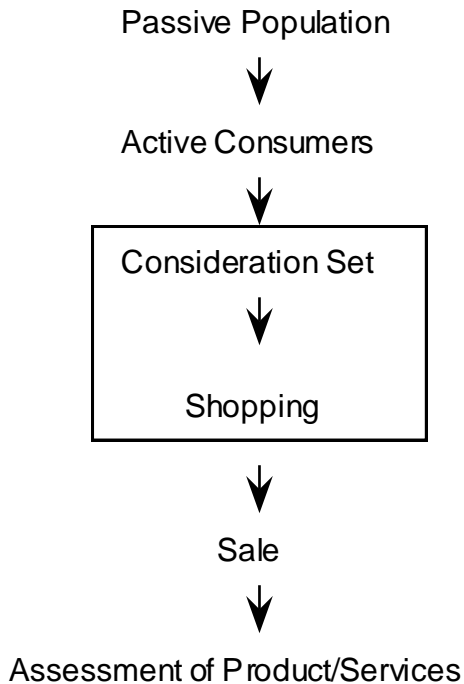 Passive Population
Active Consumers
Consideration Set
Shopping
Sale
Assessment of Product/Services